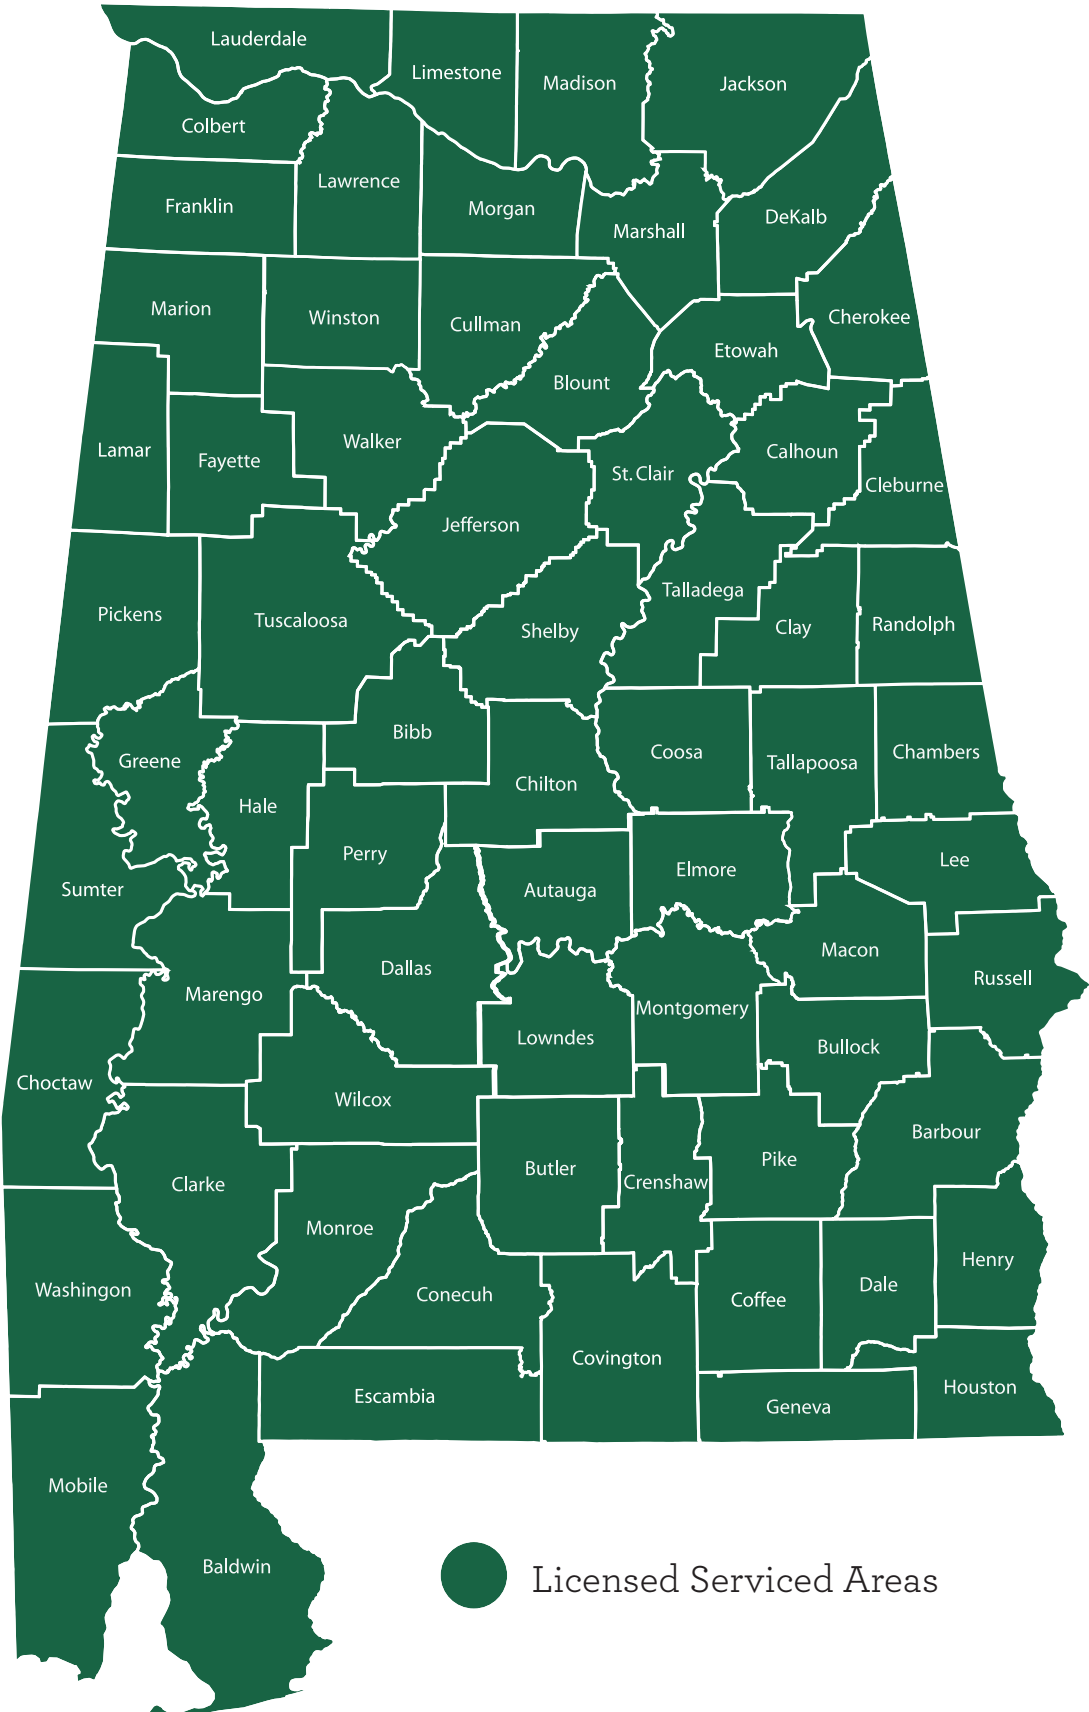 Lauderdale
Limestone
Madison
Jackson
Colbert
Lawrence
Franklin
Morgan
Marshall
DeKalb
Marion
Winston
Cullman
Cherokee
Etowah
Blount
Lamar
Fayette
Walker
Calhoun
St. Clair
Cleburne
Jefferson
Talladega
Pickens
Tuscaloosa
Shelby
Clay
Randolph
Bibb
Coosa
Tallapoosa
Chambers
Greene
Chilton
Hale
Perry
Lee
Elmore
Autauga
Sumter
Macon
Dallas
Russell
Marengo
Montgomery
Lowndes
Bullock
Choctaw
Wilcox
Barbour
Butler
Pike
Crenshaw
Clarke
Monroe
Henry
Washingon
Conecuh
Coffee
Dale
Covington
Escambia
Geneva
Houston
Mobile
Baldwin
Licensed Serviced Areas